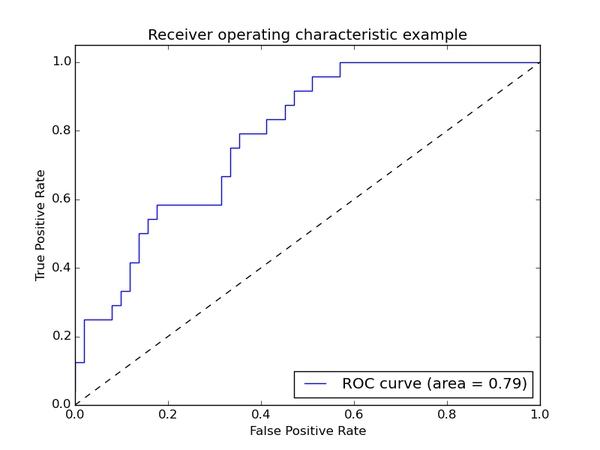 Receiver operating characteristic example
1.0
0.8
0.6
0.4
0.2
0.0
True Positive Rate
ROC curve (area = 0.79)
0.0 0.2 0.4 0.6 0.8 1.0
False Positive Rate